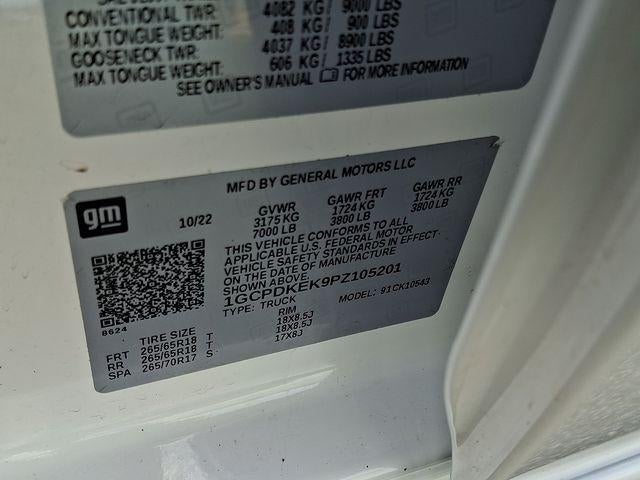 CONVENTIONAL TWR: 4082 KG/ 9000 LBS
MAX TONGUE WEIGHT: 408 KG/ 900 LBS
GOOSENECK TWR: 4037 KG/ 8900 LBS
MAX TONGUE WEIGHT: 606 KG/ 1335 LBS
SEE OWNER'S MANUAL FOR MORE INFORMATION
MFD BY GENERAL MOTORS LLC
gm
10/22
GVWR GAWR FRT GAWR RR
3175 KG 1724 KG 1724 KG
7000 LB 3800 LB 3800 LB
THIS VEHICLE CONFORMS TO ALL
APPLICABLE U.S. FEDERAL MOTOR
VEHICLE SAFETY STANDARDS IN EFFECT
ON THE DATE OF MANUFACTURE
SHOWN ABOVE.
1GCPDKEK9PZ105201
TYPE: TRUCK MODEL: 91CK10543
8624
TIRE SIZE RIM
FRT 265/65R18 T 18X8.5J
RR 265/65R18 T 18X8.5J
SPA 265/70R17 S 17X8J